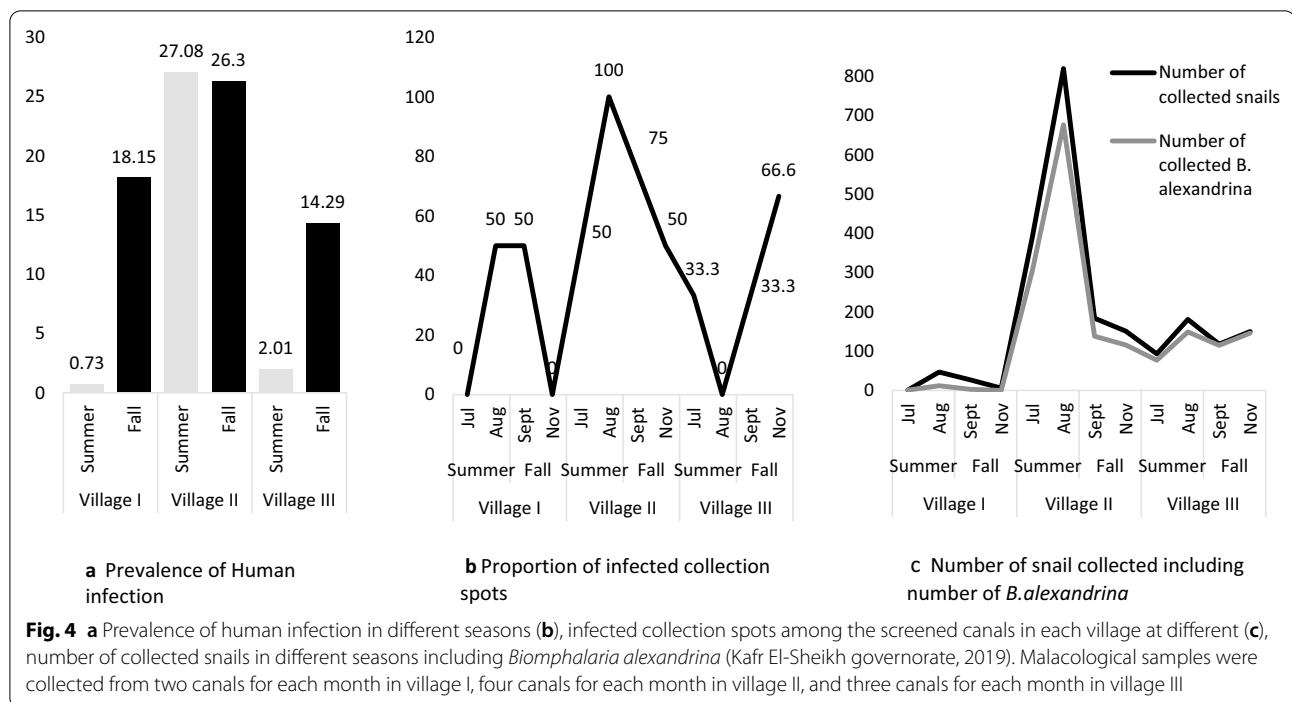 30
25
20
15
10
5
0
0.73
18.15
27.08
26.3
2.01
14.29
Summer
Fall
Summer
Fall
Summer
Fall
Village I
Village II
Village III
a Prevalence of Human
infection
120
100
80
60
40
20
0
0
50
50
0
50
100
75
50
33.3
0
33.3
66.6
Jul
Aug
Sept
Nov
Jul
Aug
Sept
Nov
Jul
Aug
Sept
Nov
Summer
Fall
Summer
Fall
Summer
Fall
Village I
Village II
Village III
b Proportion of infected collection
spots
800
700
600
500
400
300
200
100
0
Number of
collected snails
Number of
collected B.
alexandrina
Jul
Aug
Sept
Nov
Jul
Aug
Sept
Nov
Jul
Aug
Sept
Nov
Summer
Fall
Summer
Fall
Summer
Fall
Village I
Village II
Village III
c Number of snail collected including
number of B.alexandrina
Fig. 4 a Prevalence of human infection in different seasons (b), infected collection spots among the screened canals in each village at different (c),
number of collected snails in different seasons including Biomphalaria alexandrina (Kafr El-Sheikh governorate, 2019). Malacological samples were
collected from two canals for each month in village I, four canals for each month in village II, and three canals for each month in village III